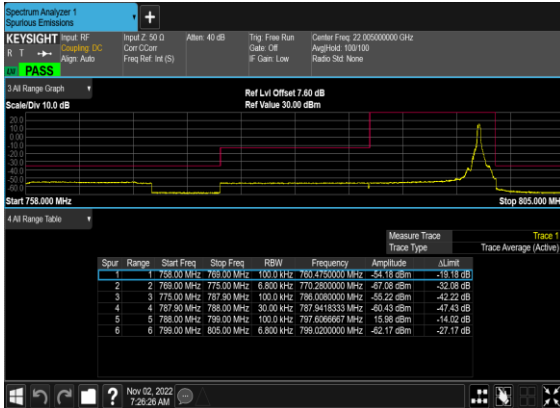 Spectrum Analyzer 1
Spurious Emissions
+
KEYSIGHT Input: RF Input Z: 50 Ω Atten: 40 dB Trig: Free Run Center Freq: 22.005000000 GHz
R T Coupling: DC Corr CCorr Gate: Off Avg|Hold: 100/100
Align: Auto Freq Ref: Int (S) IF Gain: Low Radio Std: None
PASS
3 All Range Graph Ref Lvl Offset 7.60 dB
Scale/Div 10.0 dB Ref Value 30.00 dBm
20.0
10.0
0.00
-10.0
-20.0
-30.0
-40.0
-50.0
-60.0
Start 758.000 MHz Stop 805.000 MH
4 All Range Table
Measure Trace Trace 1
Trace Type Trace Average (Active)
Spur Range Start Freq Stop Freq RBW Frequency Amplitude ΔLimit
1 1 758.00 MHz 769.00 MHz 100.0 kHz 760.4750000 MHz -54.18 dBm -19.18 dB
2 2 769.00 MHz 775.00 MHz 6.800 kHz 770.2800000 MHz -67.08 dBm -32.08 dB
3 3 775.00 MHz 787.90 MHz 100.0 kHz 786.0080000 MHz -55.22 dBm -42.22 dB
4 4 787.90 MHz 788.00 MHz 30.00 kHz 787.9418333 MHz -60.43 dBm -47.43 dB
5 5 788.00 MHz 799.00 MHz 100.0 kHz 797.6066667 MHz 15.98 dBm -14.02 dB
6 6 799.00 MHz 805.00 MHz 6.800 kHz 799.0200000 MHz -62.17 dBm -27.17 dB
? Nov 02, 2022
7:26:26 AM